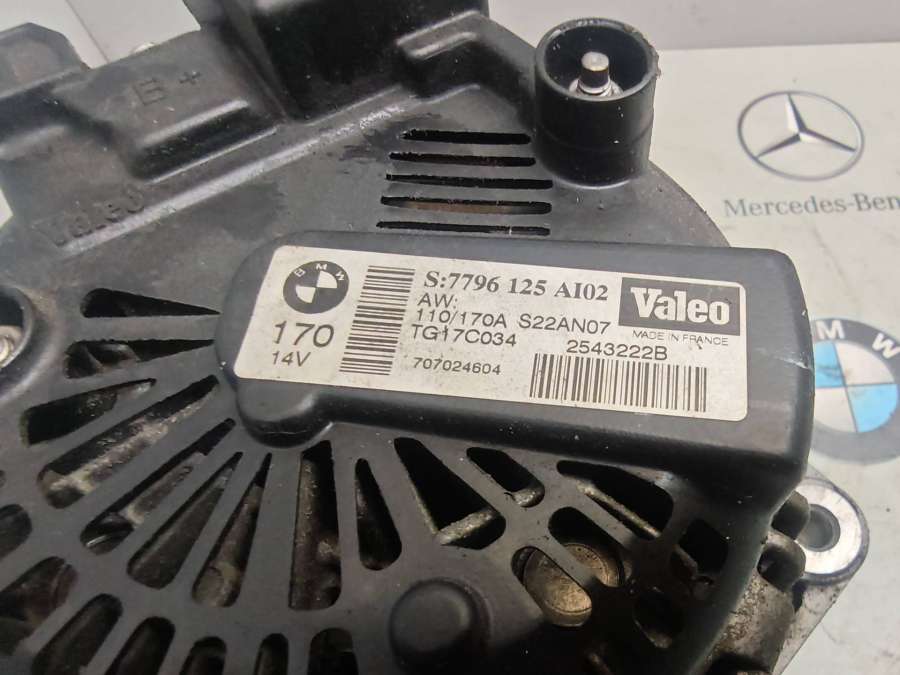 B+
Valeo
BMW
170
14V
S:7796 125 AI02
AW:
110/170A S22AN07
TG17C034
707024604
Valeo
MADE IN FRANCE
2543222B
Mercedes-Ben
MW